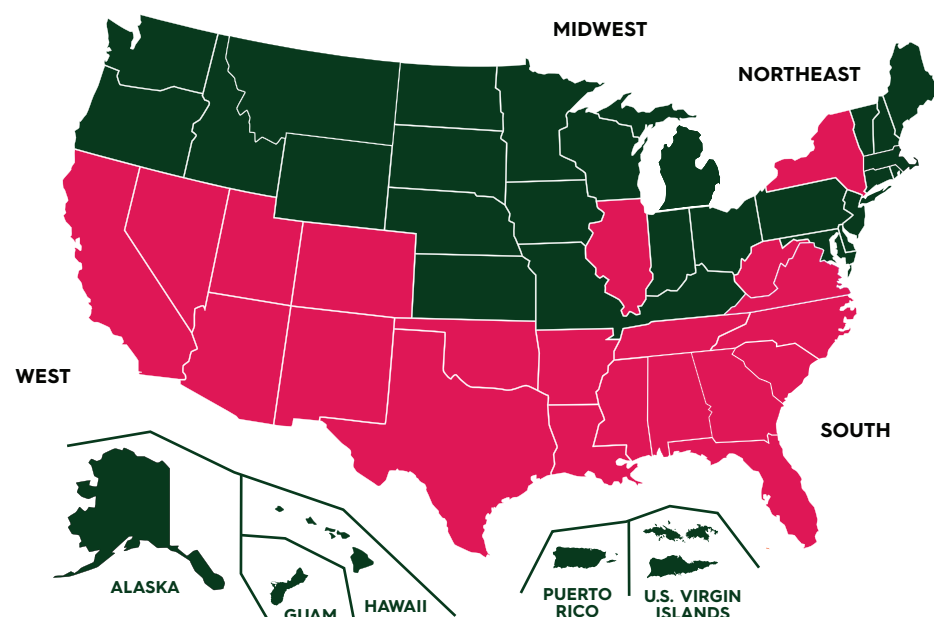 MIDWEST
NORTHEAST
WEST
SOUTH
ALASKA
GUAM
HAWAII
PUERTO
RICO
U.S. VIRGIN
ISLANDS